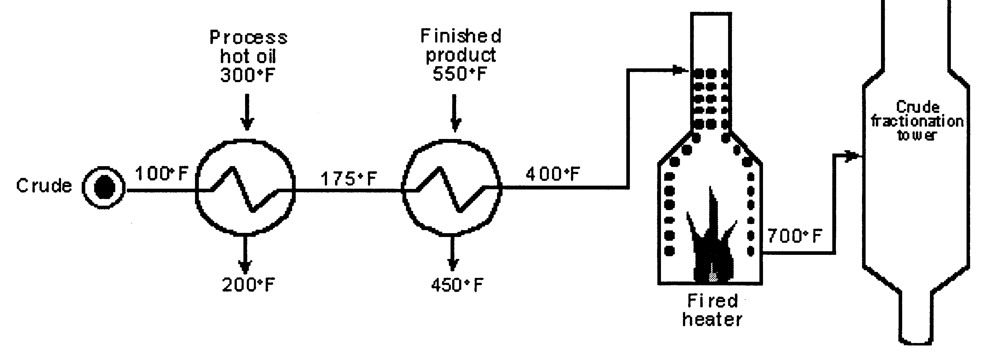 Process
hot oil
300°F
Finished
product
550°F
Crude
100°F
175°F
400°F
200°F
450°F
Fired
heater
700°F
Crude
fractionation
tower